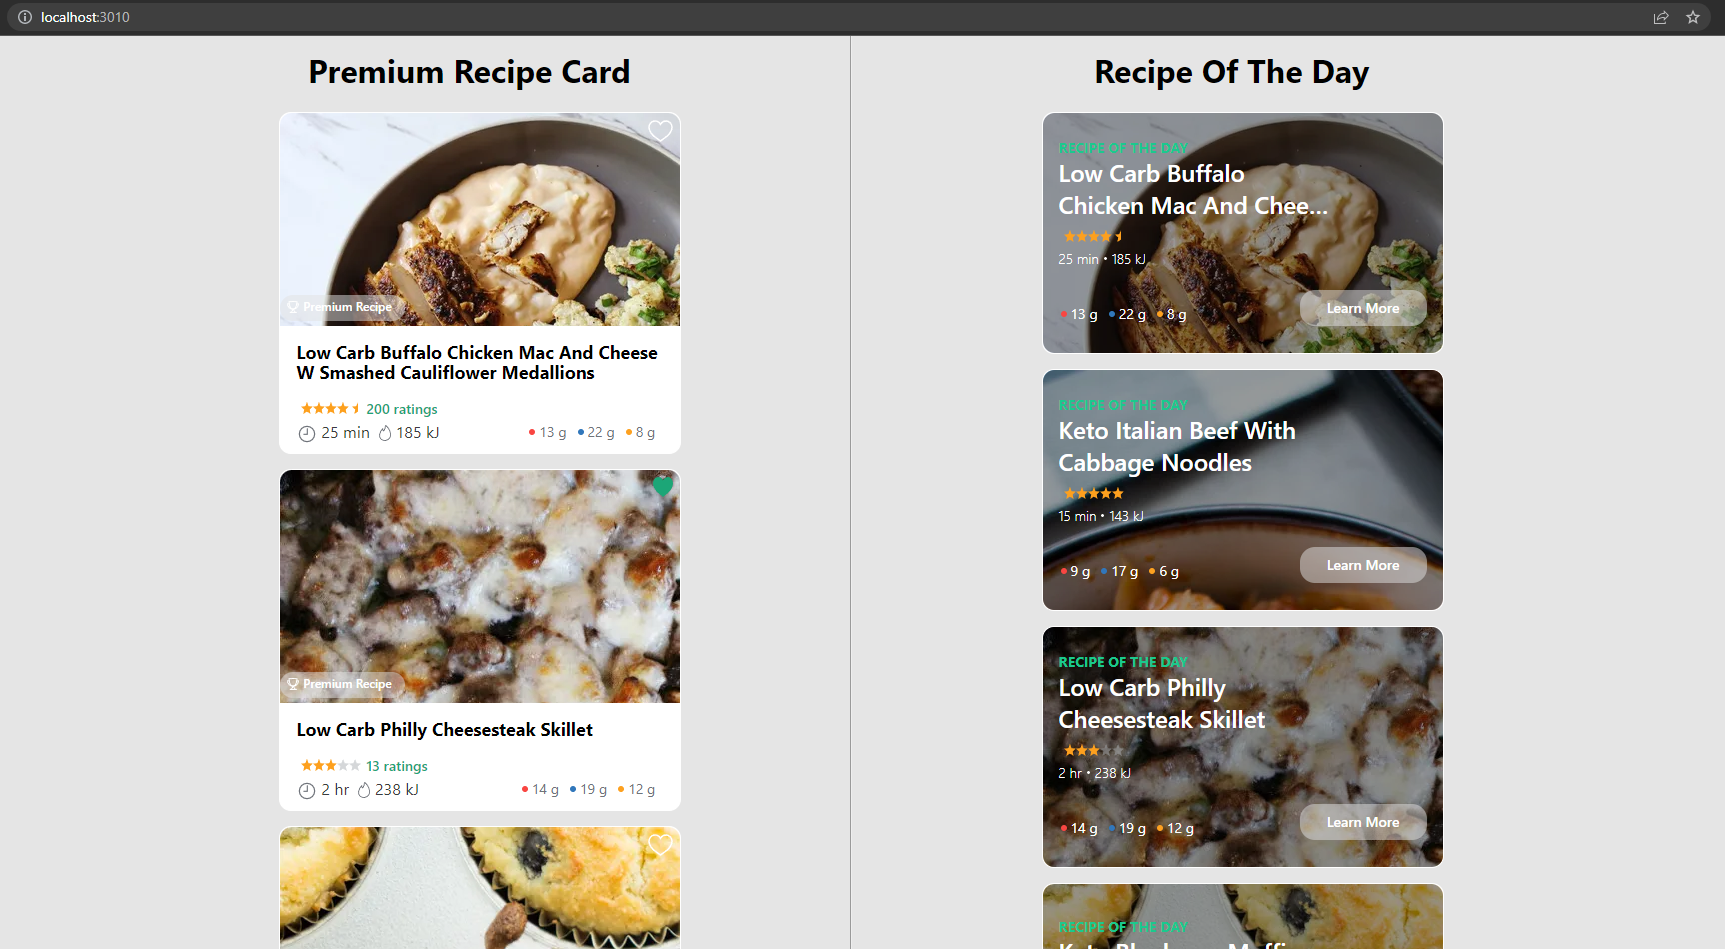 localhost:3010
Premium Recipe Card
Premium Recipe
Low Carb Buffalo Chicken Mac And Cheese
W Smashed Cauliflower Medallions
200 ratings
25 min 185 kJ 13 g 22 g 8 g
Premium Recipe
Low Carb Philly Cheesesteak Skillet
13 ratings
2 hr 238 kJ 14 g 19 g 12 g
Recipe Of The Day
RECIPE OF THE DAY
Low Carb Buffalo
Chicken Mac And Chee...
25 min • 185 kJ
13 g 22 g 8 g Learn More
RECIPE OF THE DAY
Keto Italian Beef With
Cabbage Noodles
15 min • 143 kJ
9 g 17 g 6 g Learn More
RECIPE OF THE DAY
Low Carb Philly
Cheesesteak Skillet
2 hr • 238 kJ
14 g 19 g 12 g Learn More
RECIPE OF THE DAY